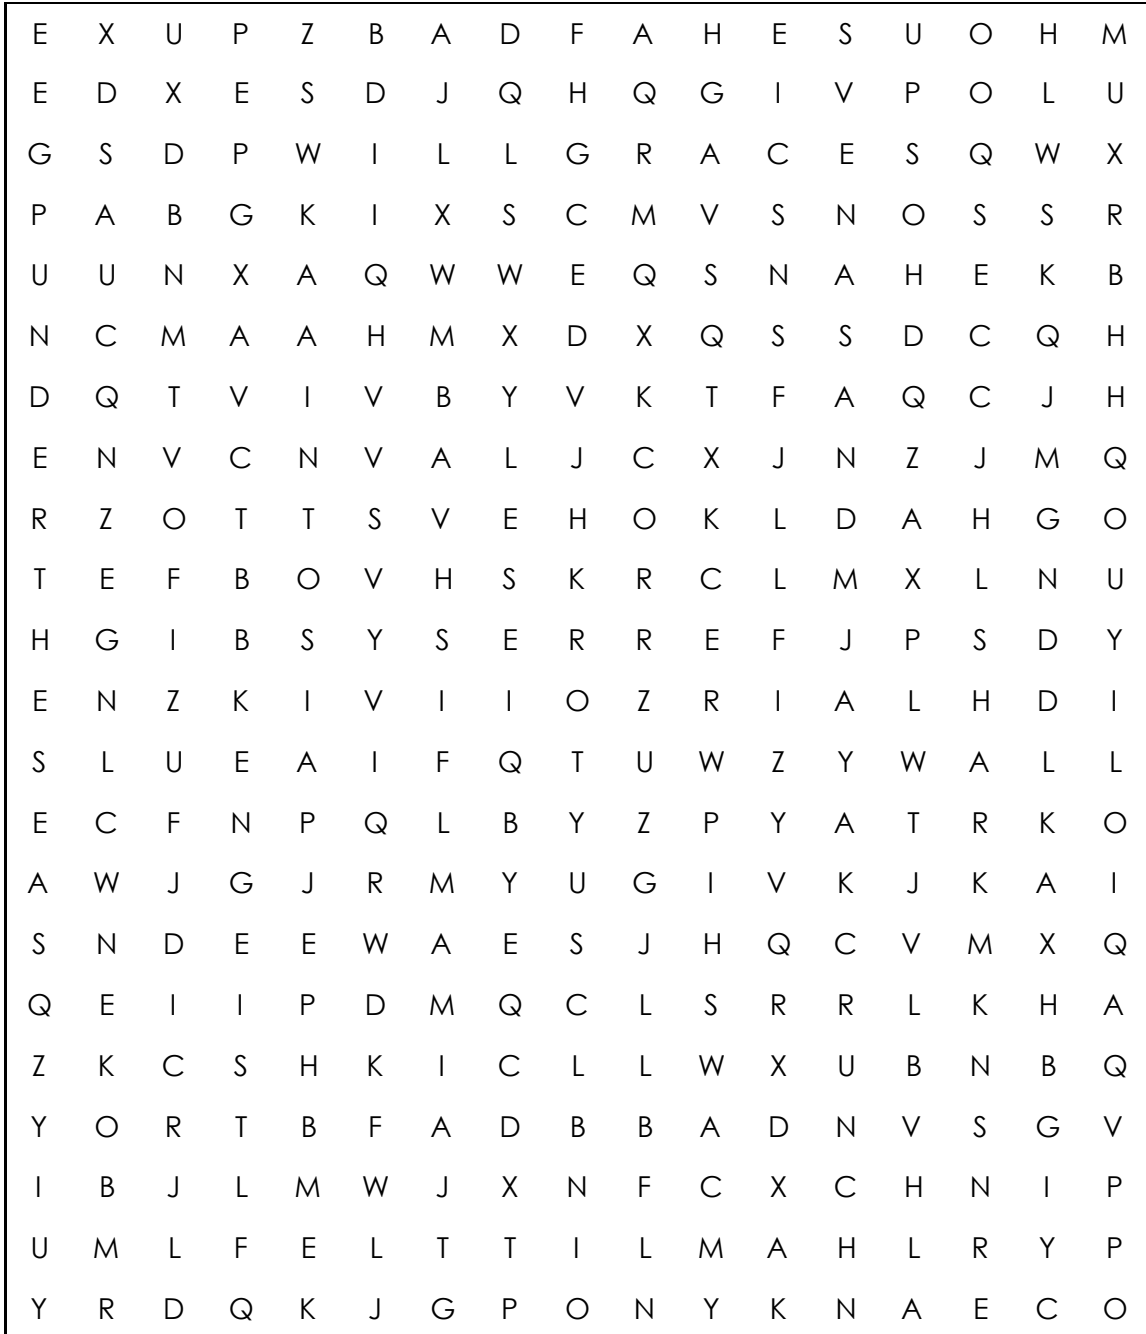 E X U P Z B A D F A H E S U O H M
E D X E S D J Q H Q G I V P O L U
G S D P W I L L G R A C E S Q W X
P A B G K I X S C M V S N O S S R
U U N X A Q W W E Q S N A H E K B
N C M A A H M X D X Q S S D C Q H
D Q T V I V B Y V K T F A Q C J H
E N V C N V A L J C X J N Z J M Q
R Z O T T S V E H O K L D A H G O
T E F B O V H S K R C L M X L N U
H G I B S Y S E R R E F J P S D Y
E N Z K I V I I O Z R I A L H D I
S L U E A I F Q T U W Z Y W A L L
E C F N P Q L B Y Z P Y A T R K O
A W J G J R M Y U G I V K J K A I
S N D E E W A E S J H Q C V M X Q
Q E I I P D M Q C L S R R L K H A
Z K C S H K I C L L W X U B N B Q
Y O R T B F A D B B A D N V S G V
I B J L M W J X N F C X C H N I P
U M L F E L T T I L M A H L R Y P
Y R D Q K J G P O N Y K N A E C O